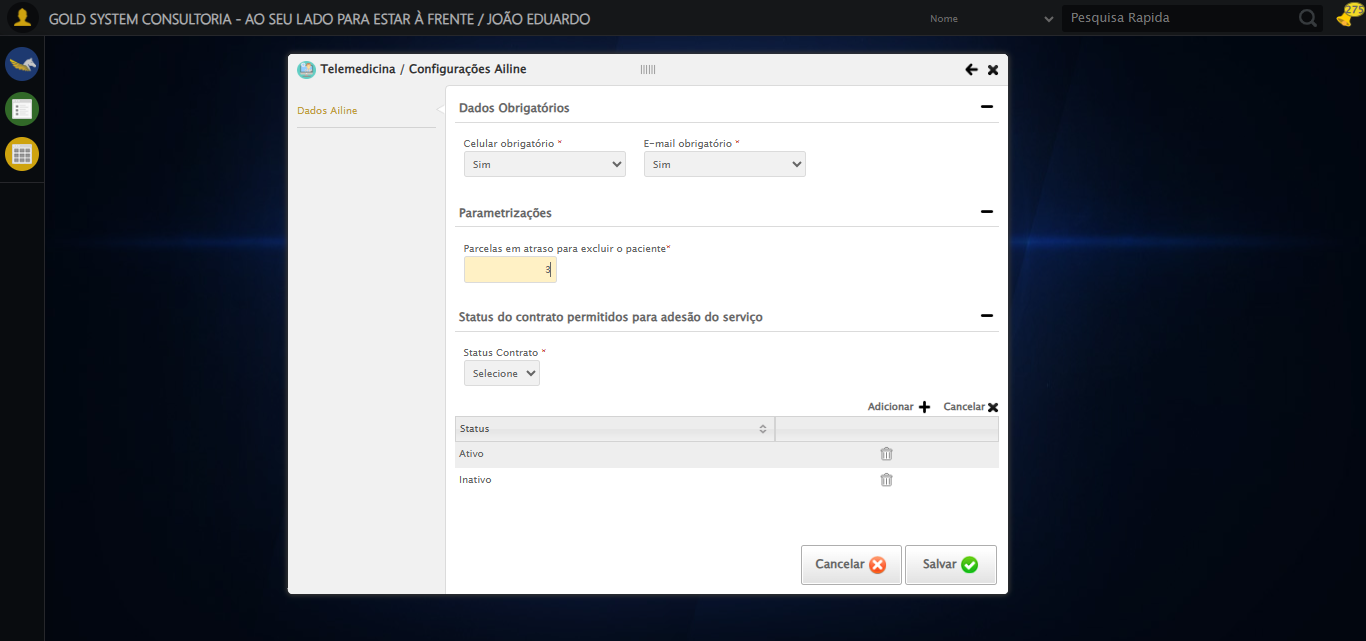 GOLD SYSTEM CONSULTORIA - AO SEU LADO PARA ESTAR À FRENTE / JOÃO EDUARDO
Nome
Pesquisa Rapida
275
Telemedicina / Configurações Ailine
Dados Ailine
Dados Obrigatórios
Celular obrigatório * E-mail obrigatório *
Sim Sim
Parametrizações
Parcelas em atraso para excluir o paciente*
3
Status do contrato permitidos para adesão do serviço
Status Contrato *
Selecione
Adicionar Cancelar
Status
Ativo
Inativo
Cancelar Salvar